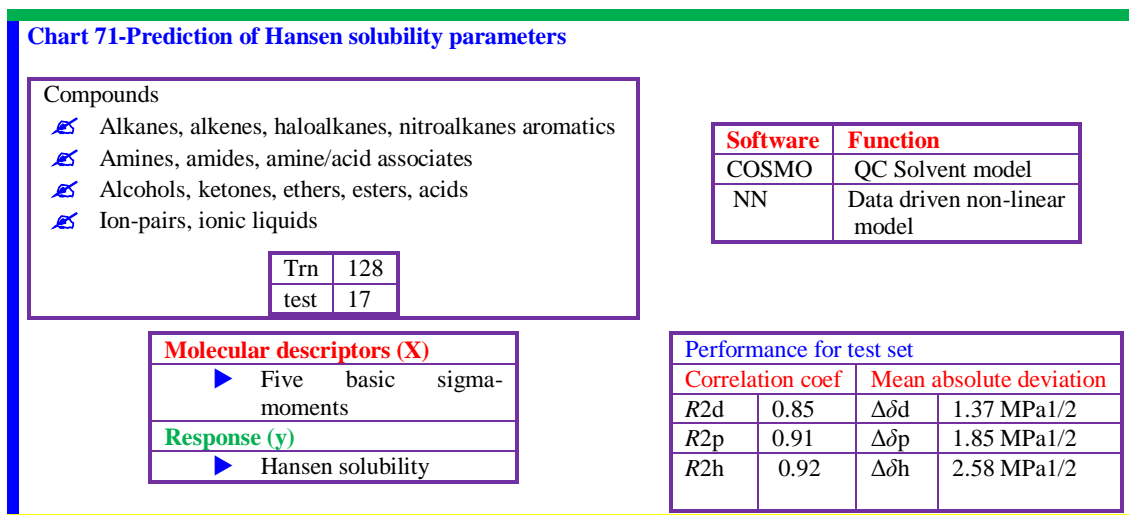 Chart 71-Prediction of Hansen solubility parameters
Compounds
Alkanes, alkenes, haloalkanes, nitroalkanes aromatics
Amines, amides, amine/acid associates
Alcohols, ketones, ethers, esters, acids
Ion-pairs, ionic liquids
Trn 128
test 17
Software Function
COSMO QC Solvent model
NN Data driven non-linear
model
Molecular descriptors (X)
Five basic sigma-
moments
Response (y)
Hansen solubility
Performance for test set
Correlation coef Mean absolute deviation
R2d 0.85 Δδd 1.37 MPa1/2
R2p 0.91 Δδp 1.85 MPa1/2
R2h 0.92 Δδh 2.58 MPa1/2